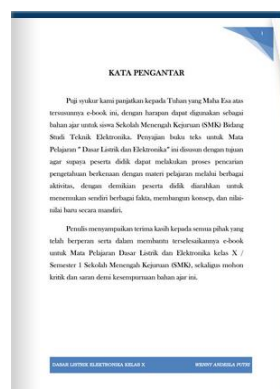 1
KATA PENGANTAR
Puji syukur kami panjatkan kepada Tuhan yang Maha Esa atas
tersusunnya e-book ini, dengan harapan dapat digunakan sebagai
bahan ajar untuk siswa Sekolah Menengah Kejuruan (SMK) Bidang
Studi Teknik Elektronika. Penyajian buku teks untuk Mata
Pelajaran " Dasar Listrik dan Elektronika" ini disusun dengan tujuan
agar supaya peserta didik dapat melakukan proses pencarian
pengetahuan berkenaan dengan materi pelajaran melalui berbagai
aktivitas, dengan demikian peserta didik diarahkan untuk
menemukan sendiri berbagai fakta, membangun konsep, dan nilai-
nilai baru secara mandiri.
Penulis menyampaikan terima kasih kepada semua pihak yang
telah berperan serta dalam membantu terselesaikannya e-book
untuk Mata Pelajaran Dasar Listrik dan Elektronika kelas X /
Semester 1 Sekolah Menengah Kejuruan (SMK), sekaligus mohon
kritik dan saran demi kesempurnaan bahan ajar ini.
DASAR LISTRIK ELEKTRONIKA KELAS X WENNY ANDRELA PUTRI